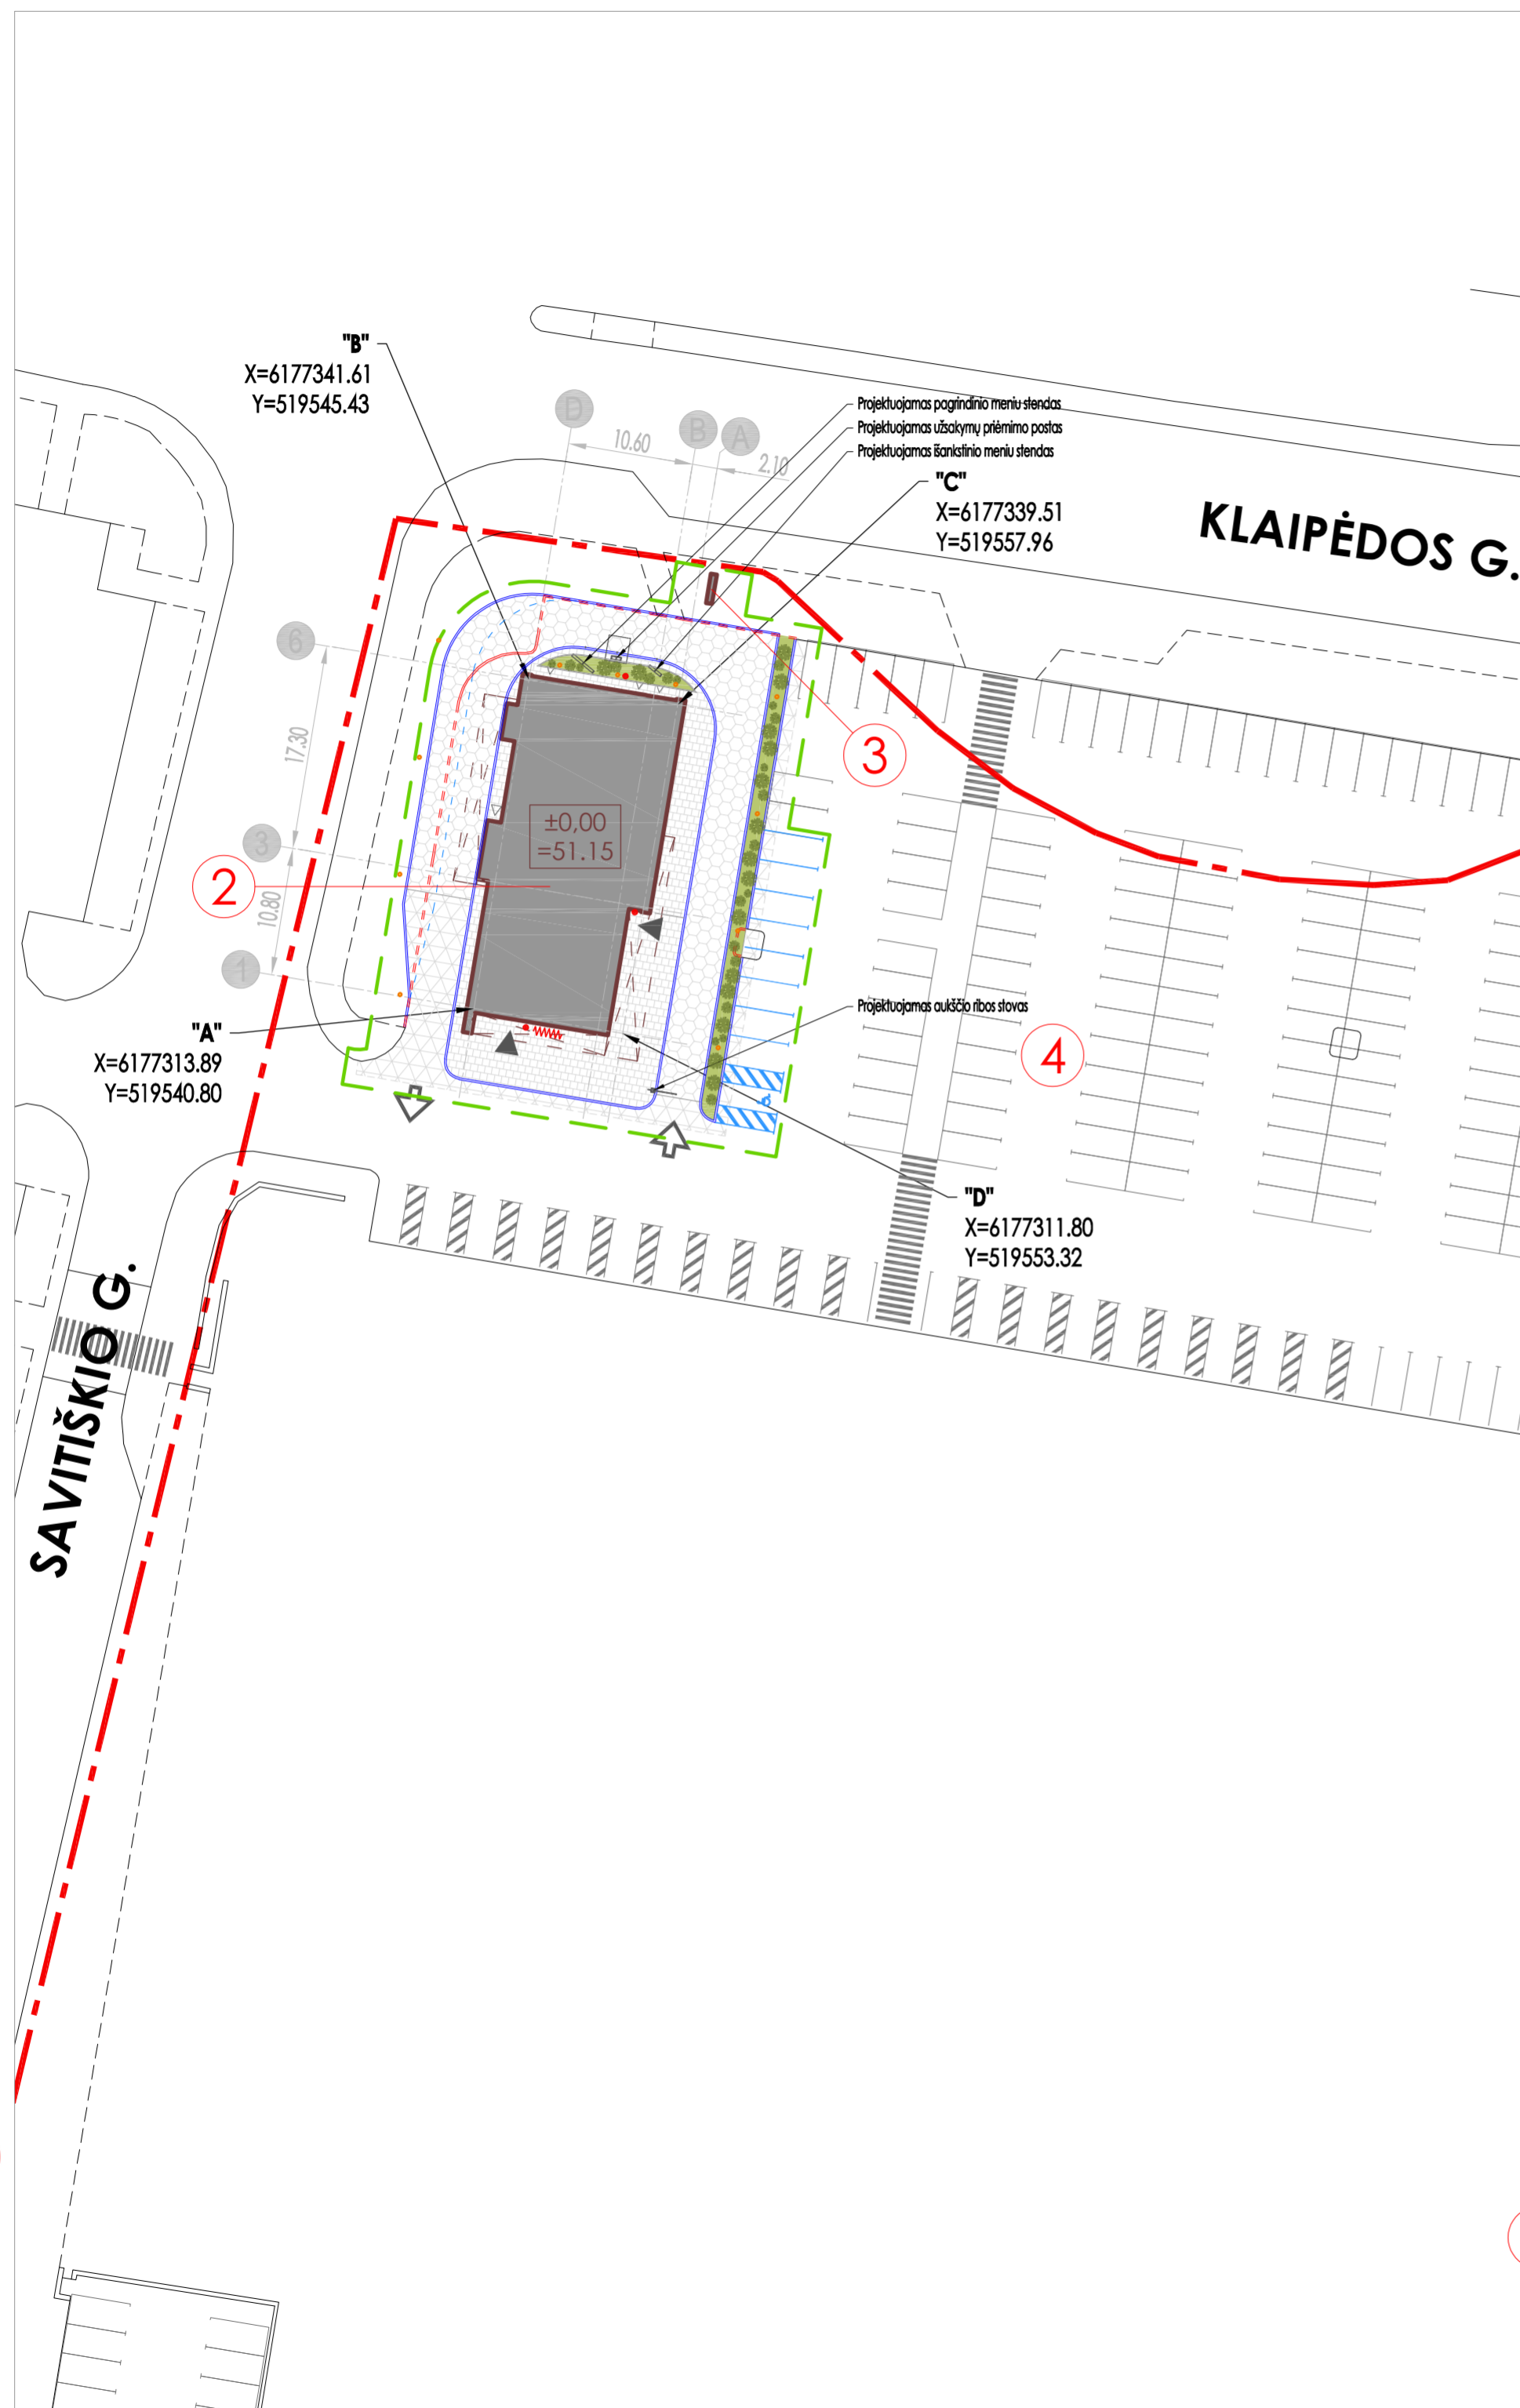 "B"
X=6177341.61
Y=519545.43
D
B
A
10.60
2.10
Projektuojamas pagrindinio meniu stendas
Projektuojamas užsakymų priėmimo postas
Projektuojamas išankstinio meniu stendas
"C"
X=6177339.51
Y=519557.96
KLAIPĖDOS G.
6
17.30
3
3
±0,00
=51.15
2
10.80
1
"A"
X=6177313.89
Y=519540.80
Projektuojamas aukščio ribos stovas
4
"D"
X=6177311.80
Y=519553.32
SAVITIŠKIO G.